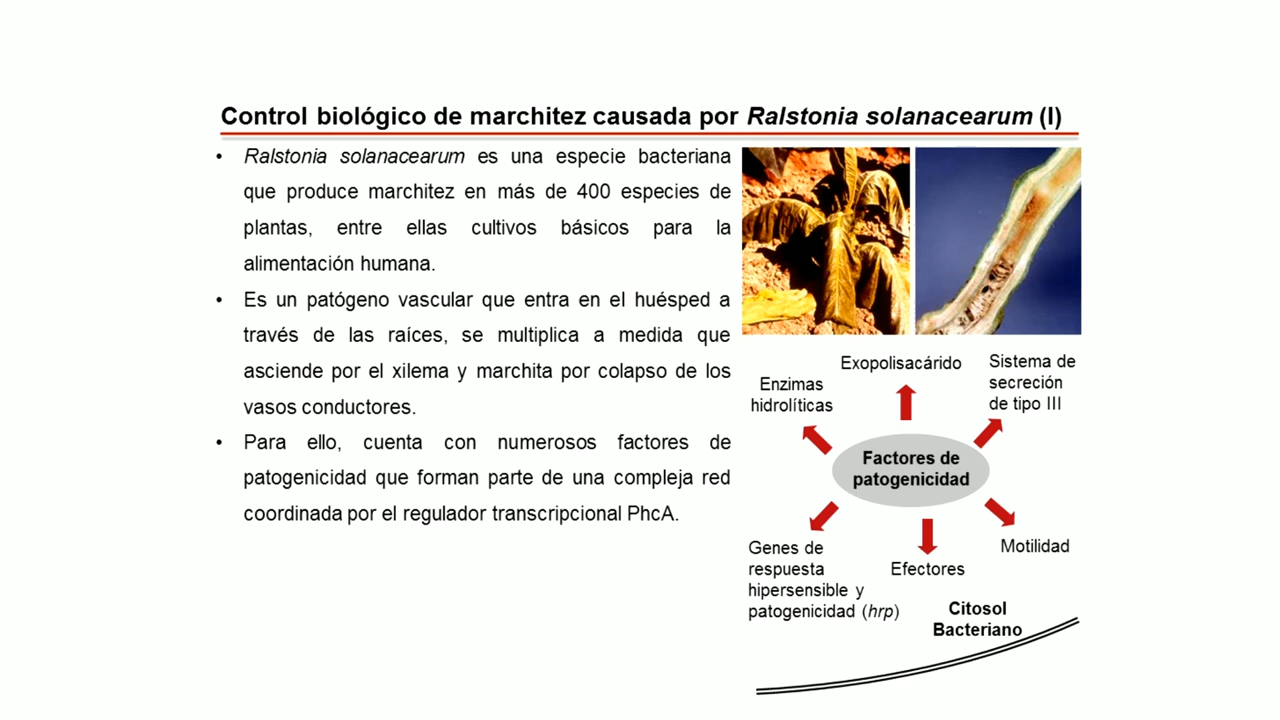 Control biológico de marchitez causada por Ralstonia solanacearum (I)
• Ralstonia solanacearum es una especie bacteriana
que produce marchitez en más de 400 especies de
plantas, entre ellas cultivos básicos para la
alimentación humana.
• Es un patógeno vascular que entra en el huésped a
través de las raíces, se multiplica a medida que
asciende por el xilema y marchita por colapso de los
vasos conductores.
• Para ello, cuenta con numerosos factores de
patogenicidad que forman parte de una compleja red
coordinada por el regulador transcripcional PhcA.
Exopolisacárido
Sistema de
secreción
de tipo III
Enzimas
hidrolíticas
Factores de
patogenicidad
Genes de
respuesta
hipersensible y
patogenicidad (hrp)
Efectores
Motilidad
Citosol
Bacteriano